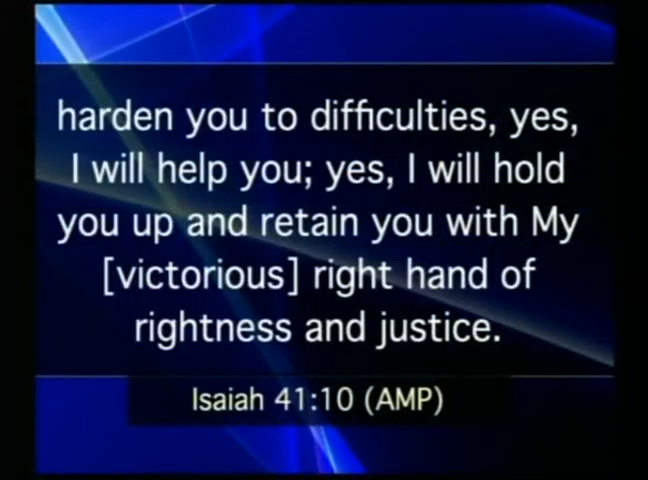 harden you to difficulties, yes,
I will help you; yes, I will hold
you up and retain you with My
[victorious] right hand of
rightness and justice.
Isaiah 41:10 (AMP)